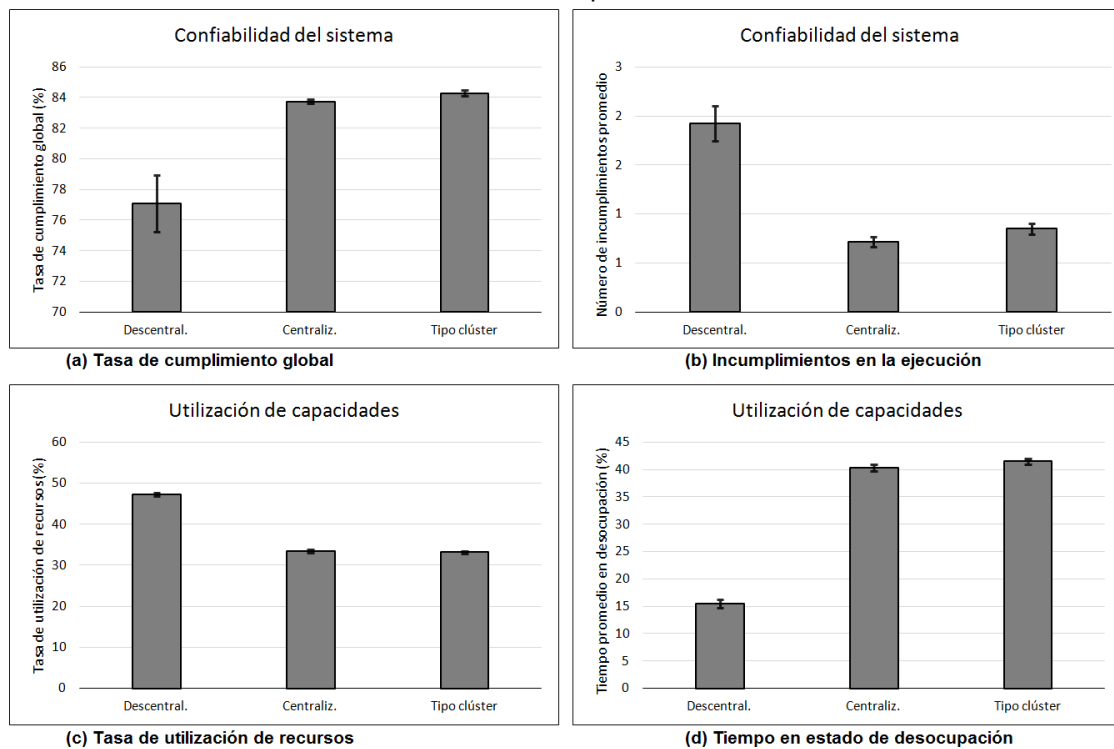 Confiabilidad del sistema
Tasa de cumplimiento global (%)
86
84
82
80
78
76
74
72
70
Descentral.
Centraliz.
Tipo clúster
(a) Tasa de cumplimiento global
Confiabilidad del sistema
Número de incumplimientos promedio
3
2
2
1
1
0
Descentral.
Centraliz.
Tipo clúster
(b) Incumplimientos en la ejecución
Utilización de capacidades
Tasa de utilización de recursos (%)
60
50
40
30
20
10
0
Descentral.
Centraliz.
Tipo clúster
(c) Tasa de utilización de recursos
Utilización de capacidades
Tiempo promedio en desocupación (%)
45
40
35
30
25
20
15
10
5
0
Descentral.
Centraliz.
Tipo clúster
(d) Tiempo en estado de desocupación